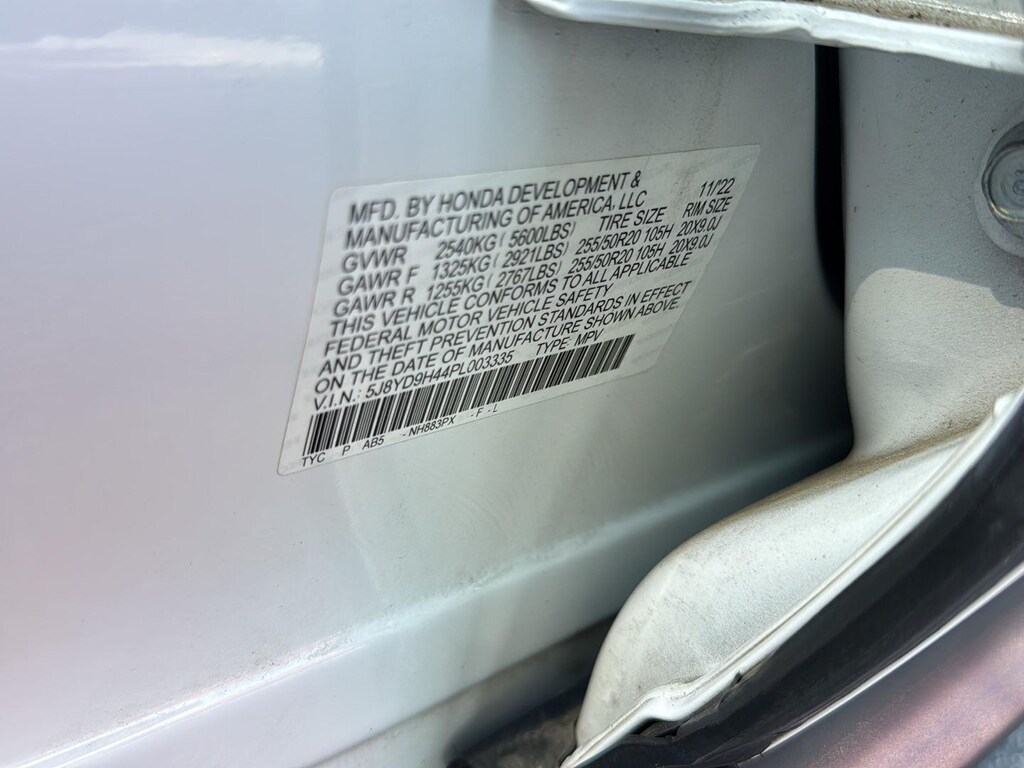 MFD. BY HONDA DEVELOPMENT & 11/'22
MANUFACTURING OF AMERICA, LLC
GVWR 2540KG( 5600LBS) TIRE SIZE RIM SIZE
GAWR F 1325KG( 2921LBS) 255/50R20 105H 20X9.0J
GAWR R 1255KG( 2767LBS) 255/50R20 105H 20X9.0J
THIS VEHICLE CONFORMS TO ALL APPLICABLE
FEDERAL MOTOR VEHICLE SAFETY
AND THEFT PREVENTION STANDARDS IN EFFECT
ON THE DATE OF MANUFACTURE SHOWN ABOVE.
V.I.N.: 5J8YD9H44PL003335 TYPE: MPV
TYC P AB5 - NH883PX - F - L